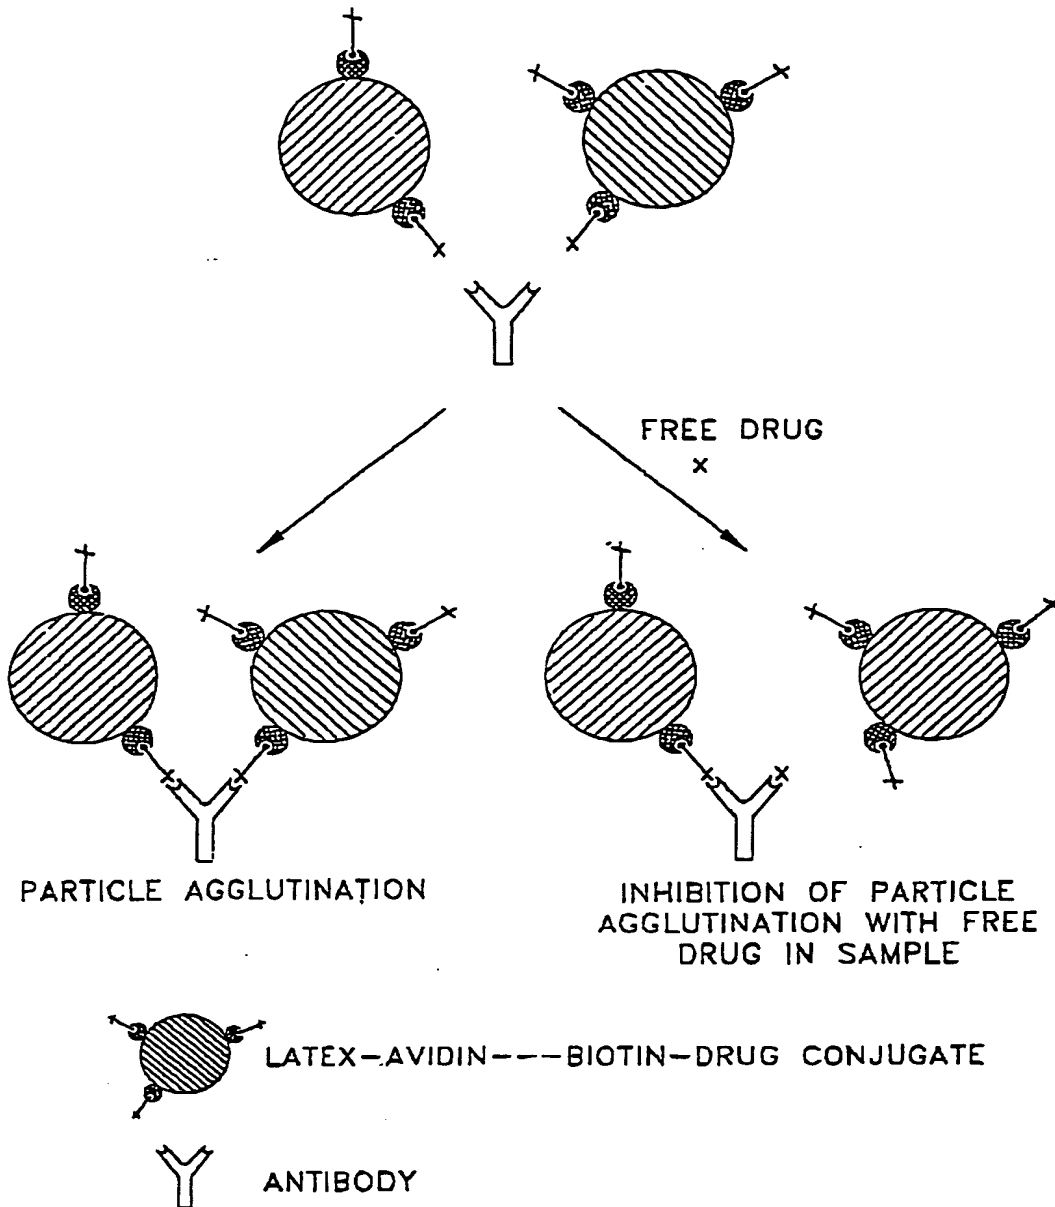 FREE DRUG
x
PARTICLE AGGLUTINATION
INHIBITION OF PARTICLE
AGGLUTINATION WITH FREE
DRUG IN SAMPLE
LATEX-AVIDIN---BIOTIN-DRUG CONJUGATE
ANTIBODY